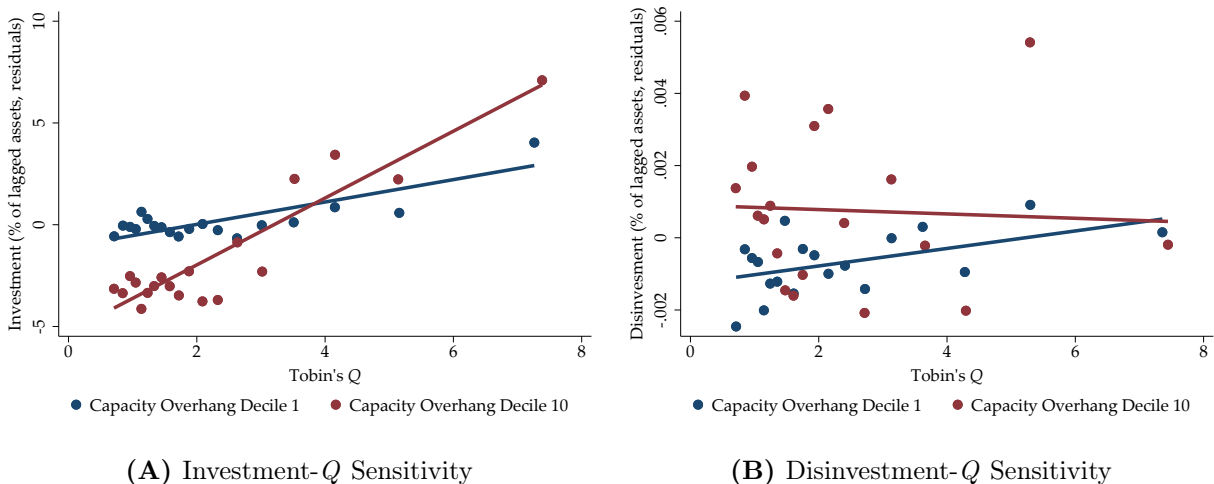 Investment (% of lagged assets, residuals)
10
5
0
-5
0 2 4 6 8
Tobin's Q
Capacity Overhang Decile 1 Capacity Overhang Decile 10
(A) Investment-Q Sensitivity
Disinvesment (% of lagged assets, residuals)
.006
.004
.002
0
-.002
0 2 4 6 8
Tobin's Q
Capacity Overhang Decile 1 Capacity Overhang Decile 10
(B) Disinvestment-Q Sensitivity